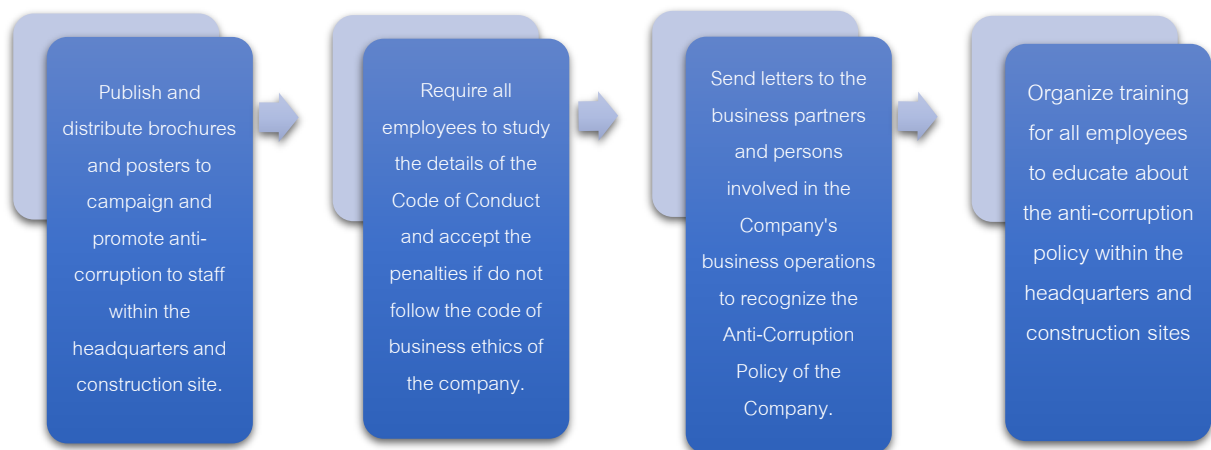 Publish and
distribute brochures
and posters to
campaign and
promote anti-
corruption to staff
within the
headquarters and
construction site.
Require all
employees to study
the details of the
Code of Conduct
and accept the
penalties if do not
follow the code of
business ethics of
the company.
Send letters to the
business partners
and persons
involved in the
Company's
business operations
to recognize the
Anti-Corruption
Policy of the
Company.
Organize training
for all employees
to educate about
the anti-corruption
policy within the
headquarters and
construction sites